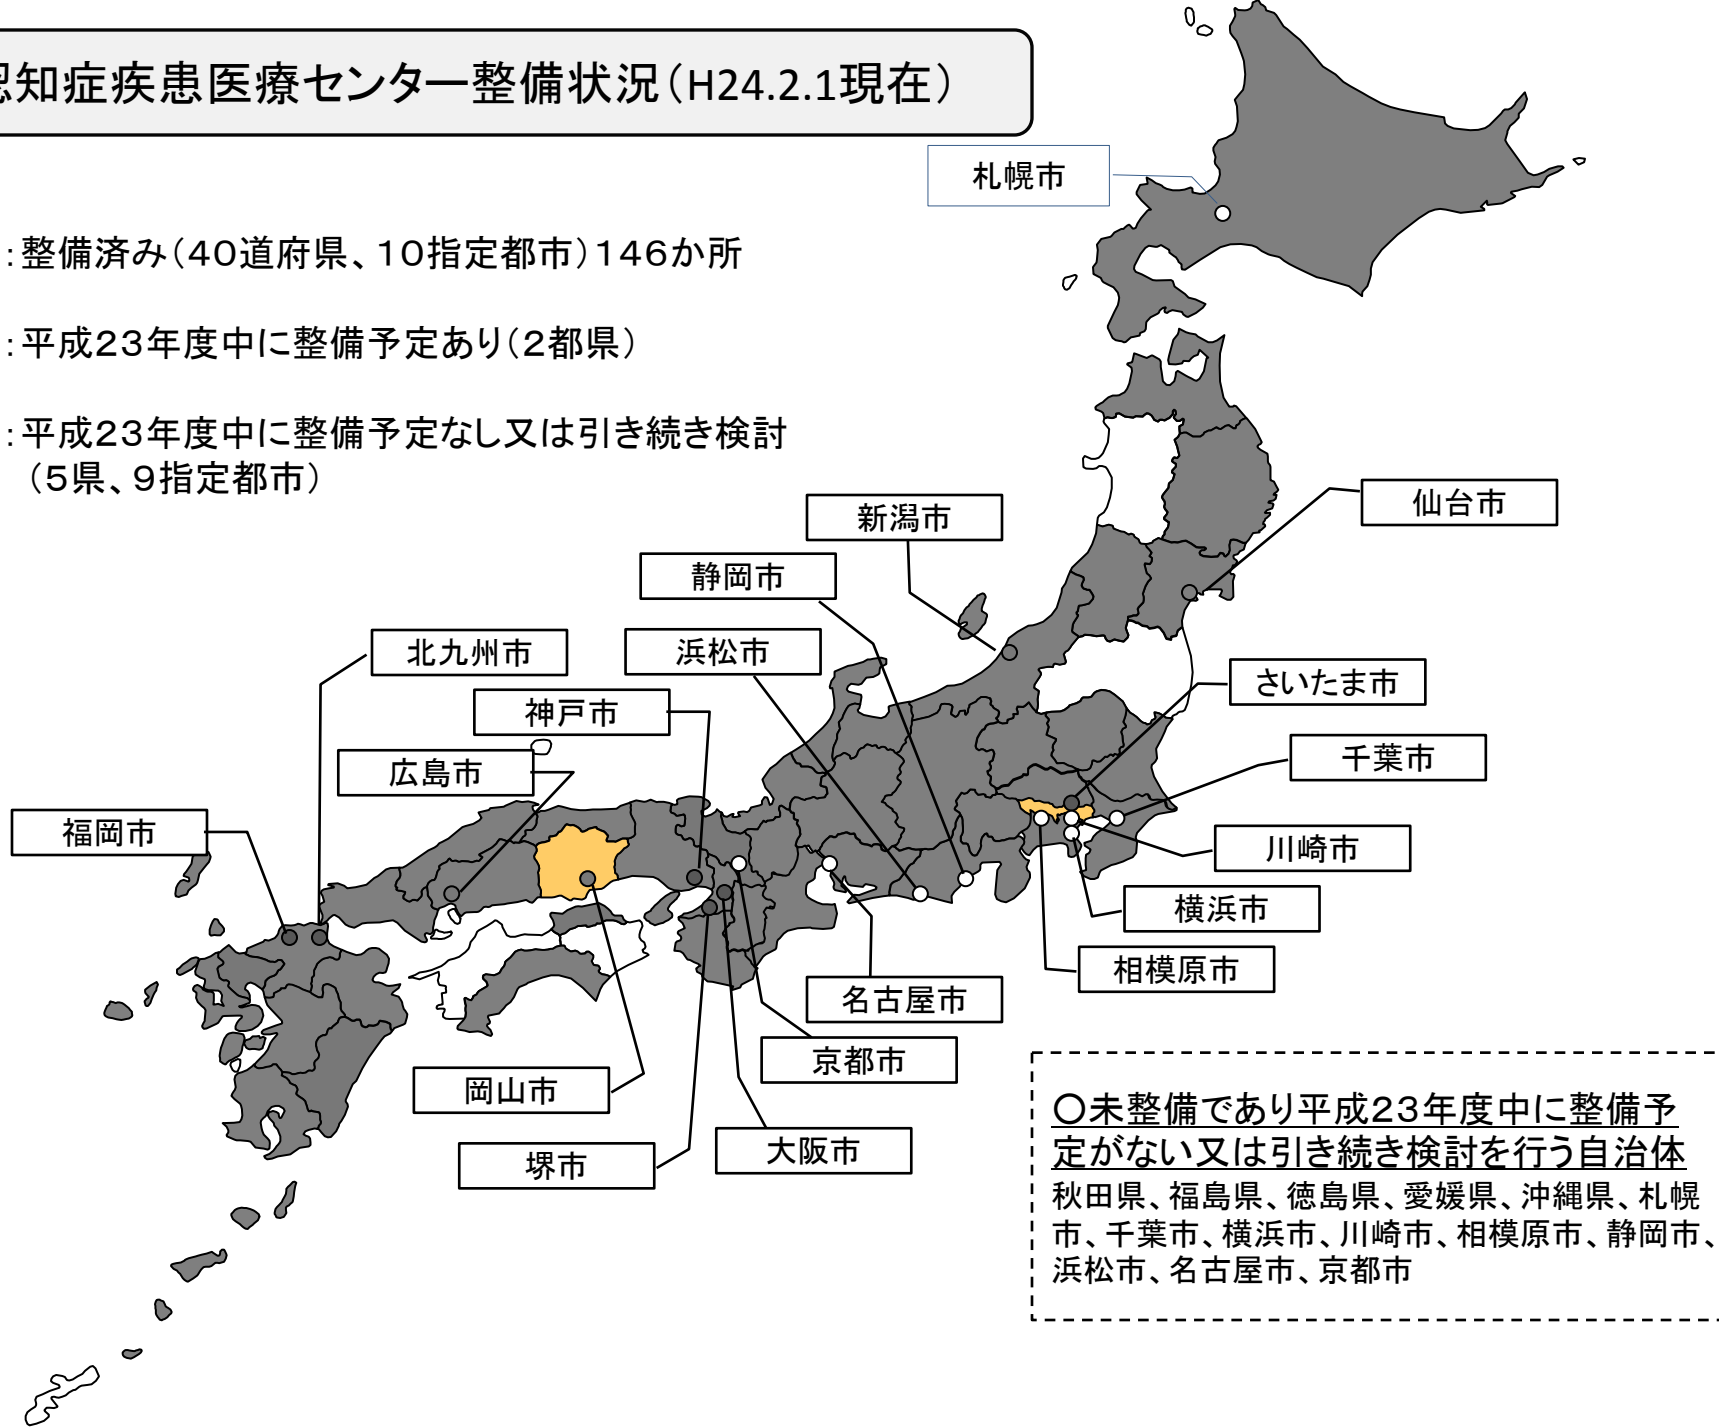 認知症疾患医療センター整備状況（H24.2.1現在）
札幌市
：整備済み（４０道府県、１０指定都市）１４６か所
：平成２３年度中に整備予定あり（２都県）
：平成２３年度中に整備予定なし又は引き続き検討
（５県、９指定都市）
新潟市
仙台市
静岡市
北九州市
浜松市
さいたま市
神戸市
千葉市
広島市
福岡市
川崎市
横浜市
相模原市
名古屋市
京都市
岡山市
大阪市
堺市
○未整備であり平成２３年度中に整備予
定がない又は引き続き検討を行う自治体
秋田県、福島県、徳島県、愛媛県、沖縄県、札幌
市、千葉市、横浜市、川崎市、相模原市、静岡市、
浜松市、名古屋市、京都市